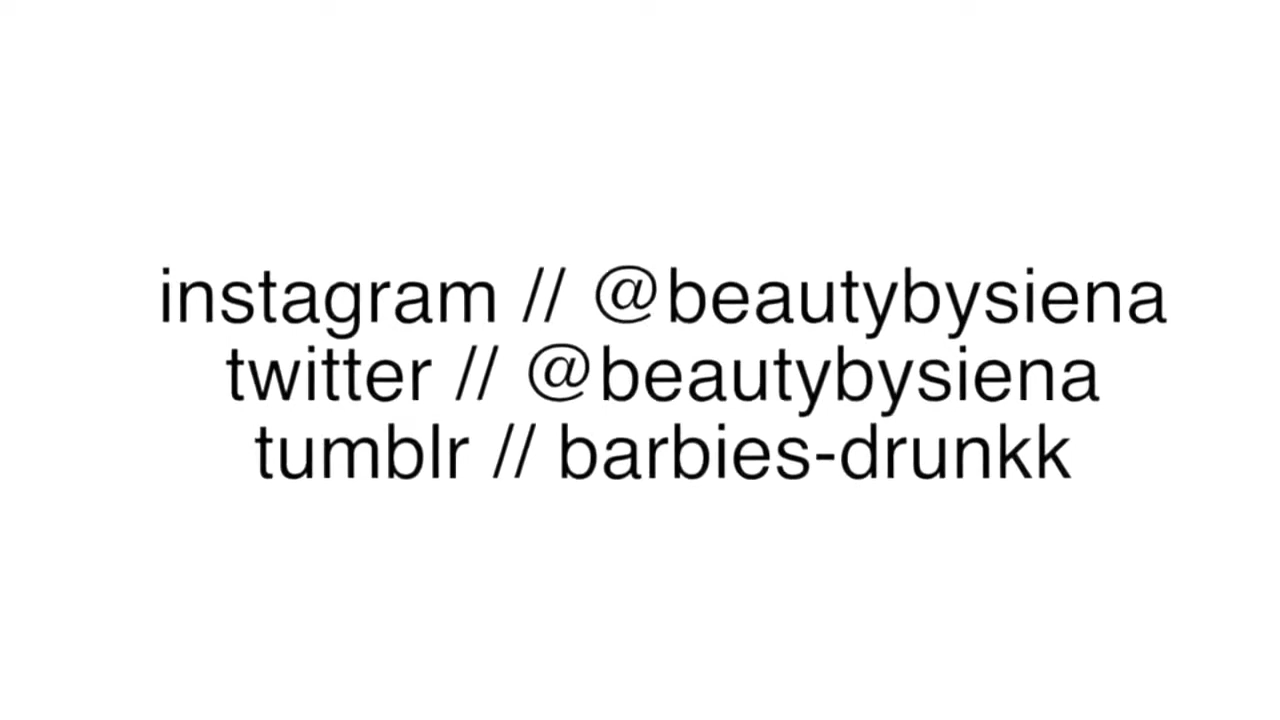 instagram // @beautybysiena
twitter // @beautybysiena
tumblr // barbies-drunkk